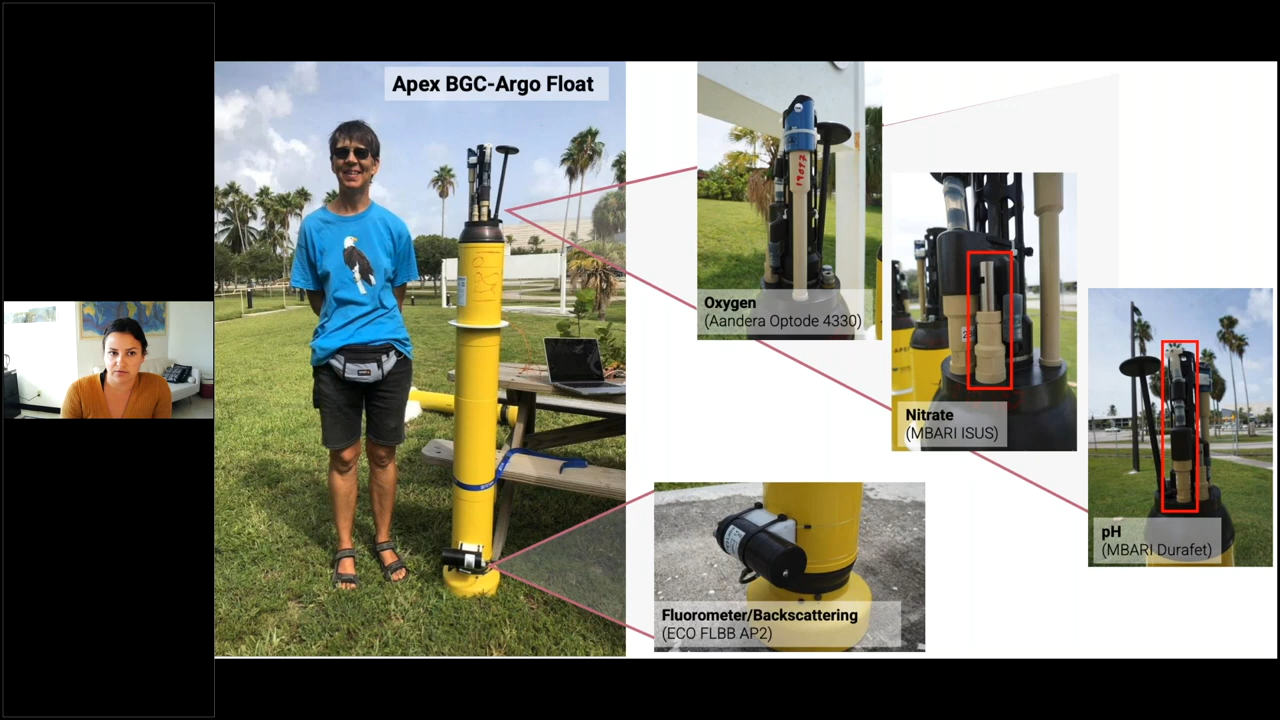 Apex BGC-Argo Float
Oxygen
(Aandera Optode 4330)
Nitrate
(MBARI ISUS)
pH
(MBARI Durafet)
Fluorometer/Backscattering
(ECO FLBB AP2)